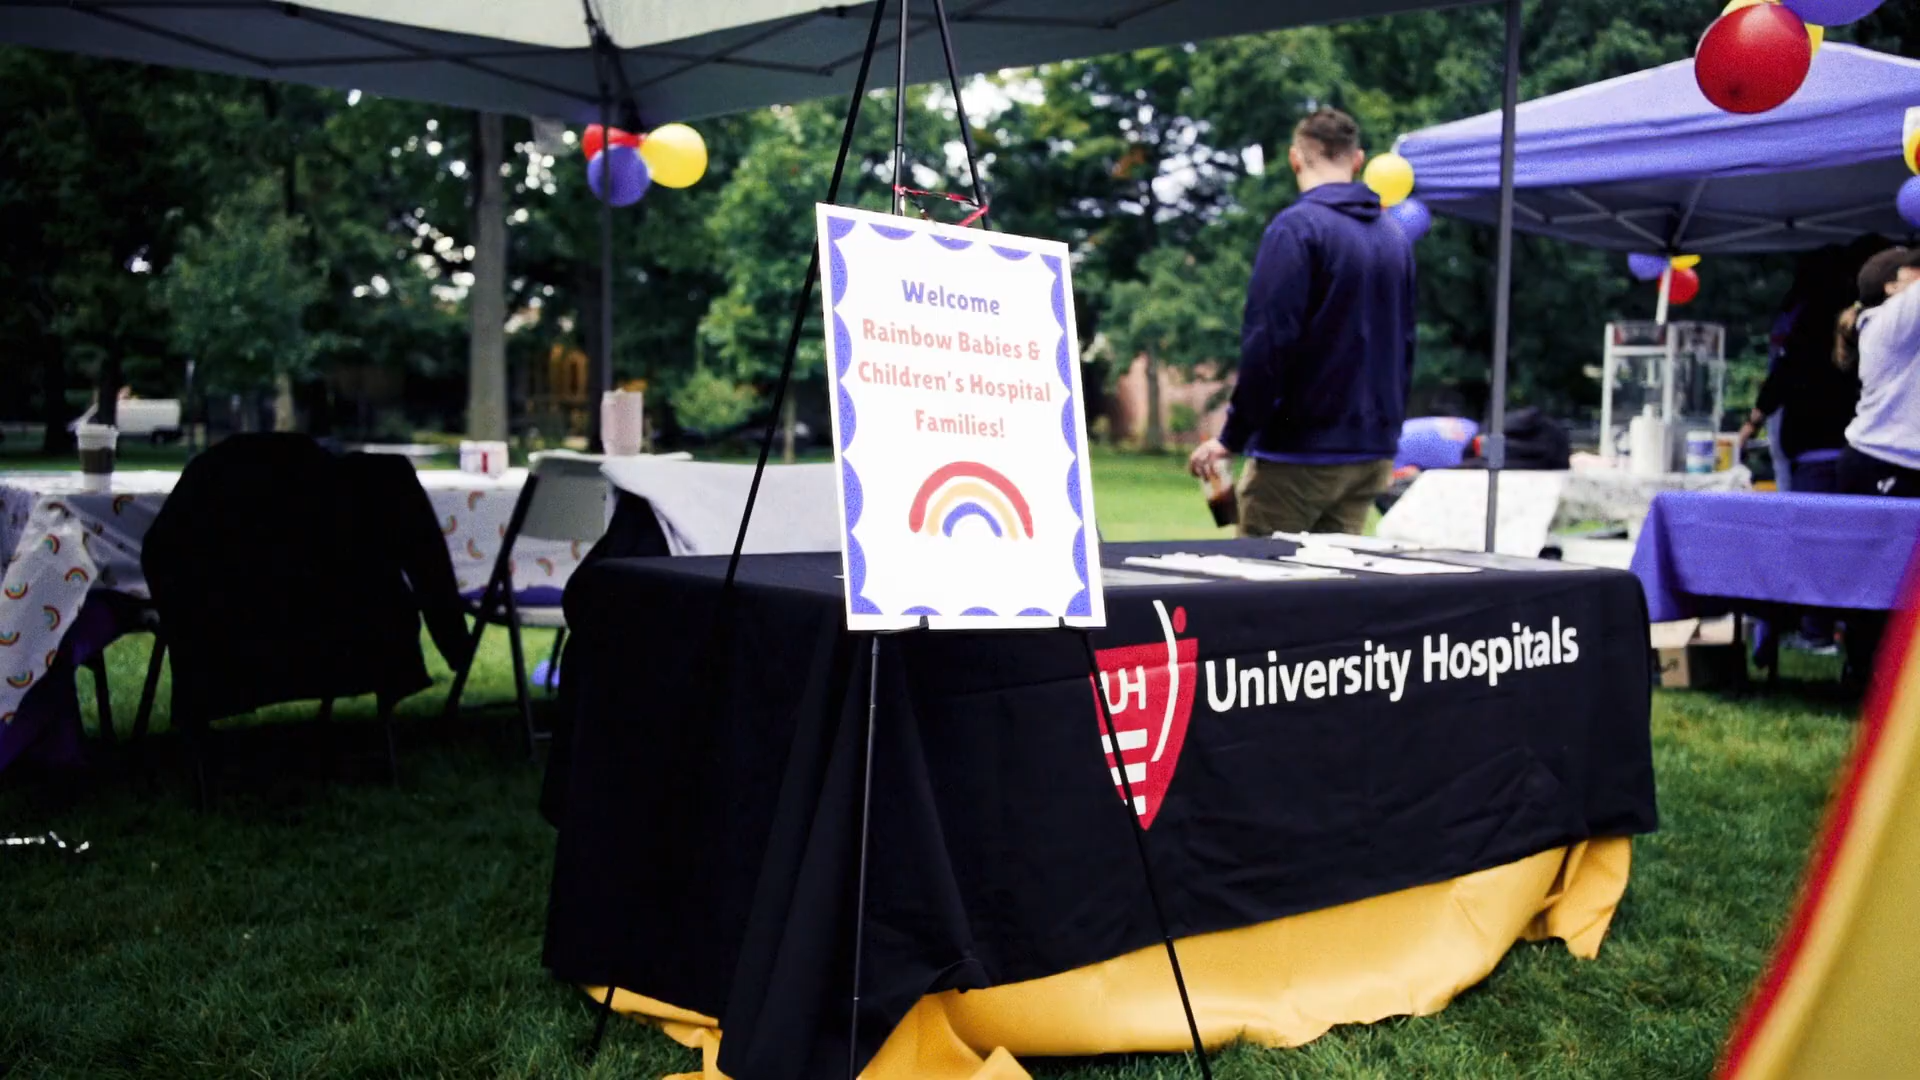 Welcome
Rainbow Babies &
Children's Hospital
Families!
UH
University Hospitals